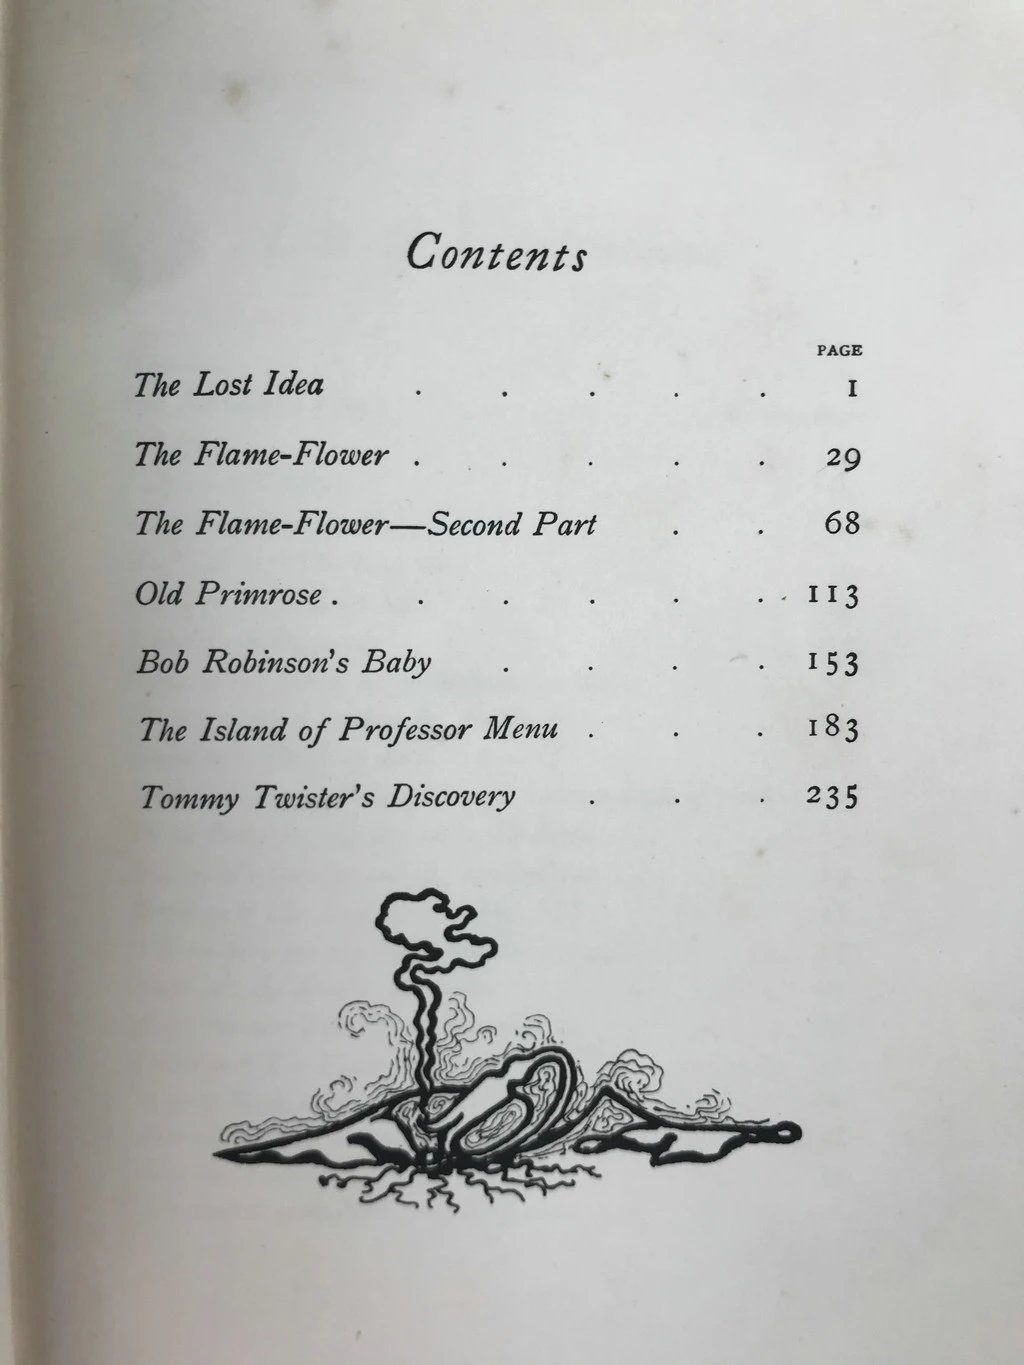 Contents
PAGE
The Lost Idea . . . . . 1
The Flame-Flower . . . . . 29
The Flame-Flower—Second Part . . 68
Old Primrose . . . . . . 113
Bob Robinson's Baby . . . . 153
The Island of Professor Menu . . . 183
Tommy Twister's Discovery . . . 235